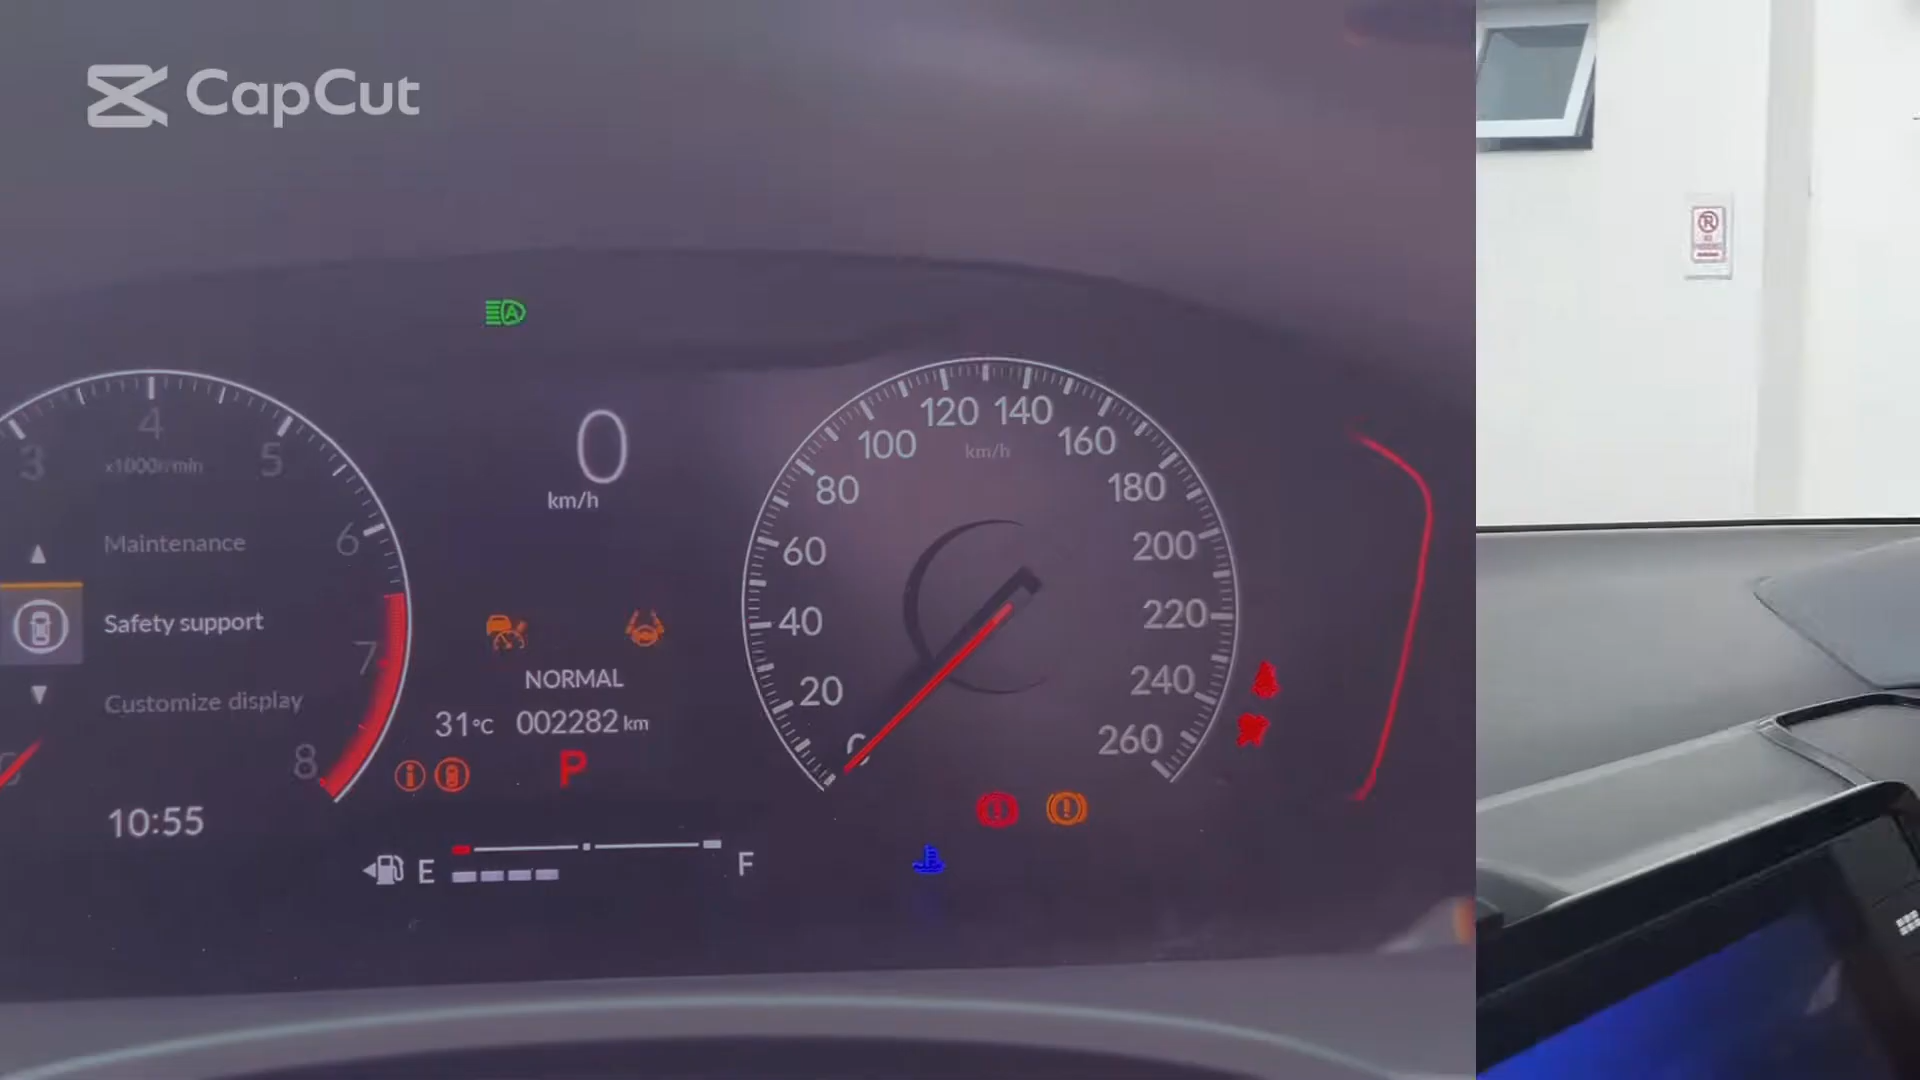 CapCut
3
4
5
6
7
8
x1000r/min
Maintenance
Safety support
Customize display
10:55
0
km/h
NORMAL
31°C 002282 km
P
E
F
0
20
40
60
80
100
120
140
160
180
200
220
240
260
km/h
A